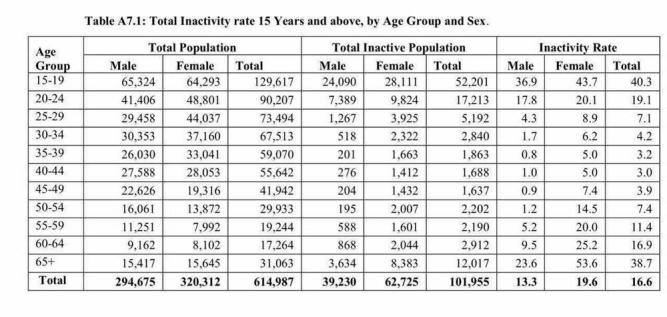 Table A7.1: Total Inactivity rate 15 Years and above, by Age Group and Sex.
Age Group Total Population Total Inactive Population Inactivity Rate
Male Female Total Male Female Total Male Female Total
15-19 65,324 64,293 129,617 24,090 28,111 52,201 36.9 43.7 40.3
20-24 41,406 48,801 90,207 7,389 9,824 17,213 17.8 20.1 19.1
25-29 29,458 44,037 73,494 1,267 3,925 5,192 4.3 8.9 7.1
30-34 30,353 37,160 67,513 518 2,322 2,840 1.7 6.2 4.2
35-39 26,030 33,041 59,070 201 1,663 1,863 0.8 5.0 3.2
40-44 27,588 28,053 55,642 276 1,412 1,688 1.0 5.0 3.0
45-49 22,626 19,316 41,942 204 1,432 1,637 0.9 7.4 3.9
50-54 16,061 13,872 29,933 195 2,007 2,202 1.2 14.5 7.4
55-59 11,251 7,992 19,244 588 1,601 2,190 5.2 20.0 11.4
60-64 9,162 8,102 17,264 868 2,044 2,912 9.5 25.2 16.9
65+ 15,417 15,645 31,063 3,634 8,383 12,017 23.6 53.6 38.7
Total 294,675 320,312 614,987 39,230 62,725 101,955 13.3 19.6 16.6